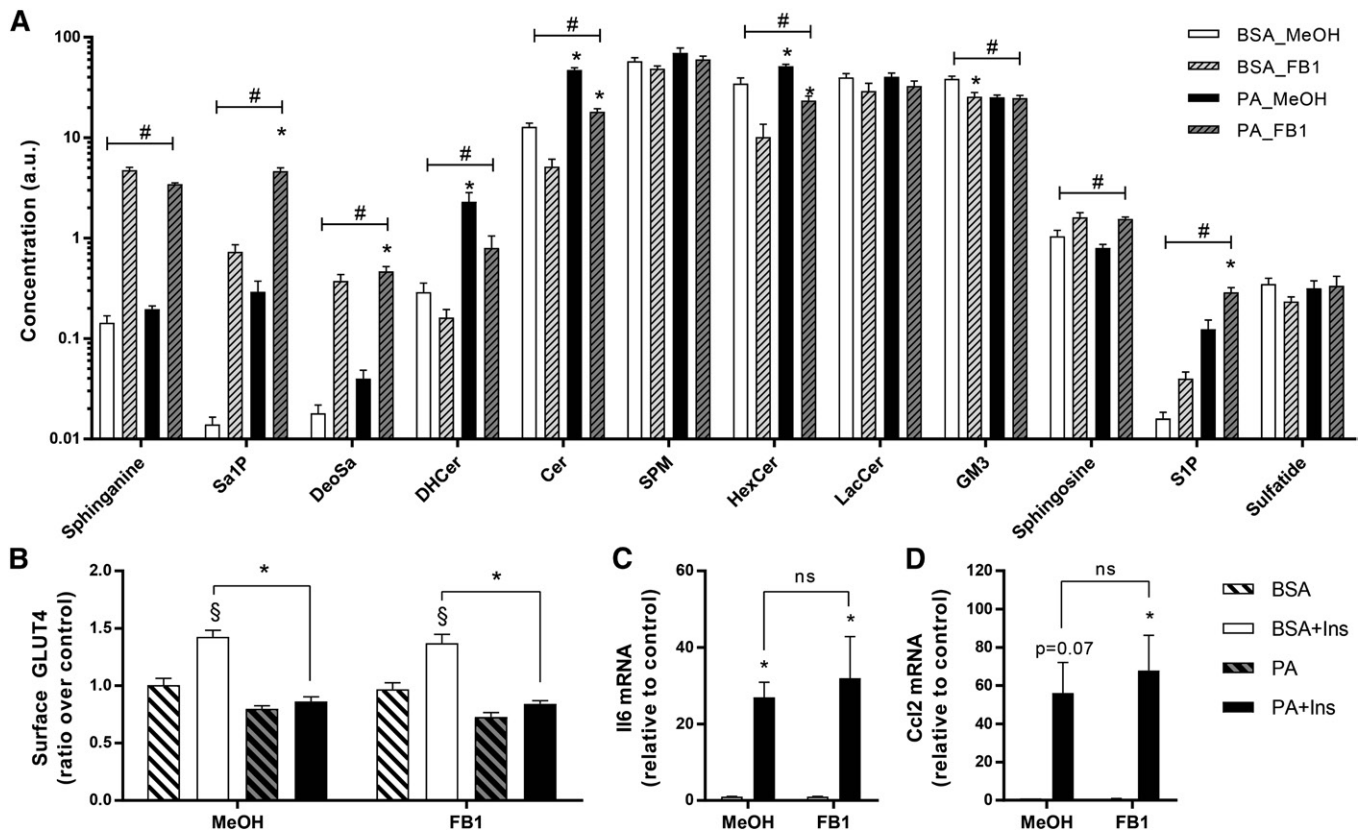 A
Concentration (a.u.)
100
10
1
0.1
0.01
#
#
*
#
*
#
*
#
*
*
#
*
*
#
*
#
#
*
BSA_MeOH
BSA_FB1
PA_MeOH
PA_FB1
Sphinganine
Sa1P
DeoSa
DHCer
Cer
SPM
HexCer
LacCer
GM3
Sphingosine
S1P
Sulfatide
B
Surface GLUT4
(ratio over control)
2.0
1.5
1.0
0.5
0.0
§
*
§
*
MeOH
FB1
C
Il6 mRNA
(relative to control)
60
40
20
0
ns
*
*
MeOH
FB1
D
Ccl2 mRNA
(relative to control)
120
100
80
60
40
20
0
ns
p=0.07
*
MeOH
FB1
BSA
BSA+Ins
PA
PA+Ins